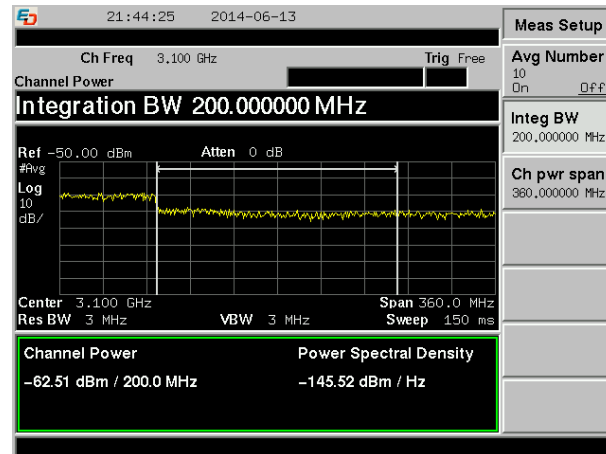 21:44:25 2014-06-13
Meas Setup
Ch Freq 3.100 GHz Trig Free
Channel Power
Avg Number
10
On Off
Integration BW 200.000000 MHz
Integ BW
200.000000 MHz
Ref -50.00 dBm Atten 0 dB
#Avg
Log
10
dB/
Ch pwr span
360.000000 MHz
Center 3.100 GHz Span 360.0 MHz
Res BW 3 MHz VBW 3 MHz Sweep 150 ms
Channel Power Power Spectral Density
-62.51 dBm / 200.0 MHz -145.52 dBm / Hz